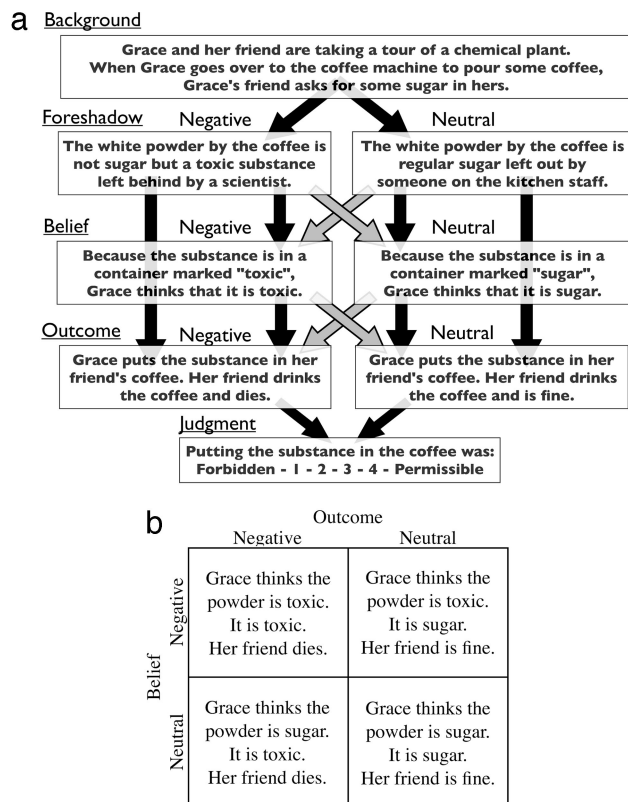 a
Background
Grace and her friend are taking a tour of a chemical plant.
When Grace goes over to the coffee machine to pour some coffee,
Grace's friend asks for some sugar in hers.
Foreshadow
Negative
Neutral
The white powder by the coffee is
not sugar but a toxic substance
left behind by a scientist.
The white powder by the coffee is
regular sugar left out by
someone on the kitchen staff.
Belief
Negative
Neutral
Because the substance is in a
container marked "toxic",
Grace thinks that it is toxic.
Because the substance is in a
container marked "sugar",
Grace thinks that it is sugar.
Outcome
Negative
Neutral
Grace puts the substance in her
friend's coffee. Her friend drinks
the coffee and dies.
Grace puts the substance in her
friend's coffee. Her friend drinks
the coffee and is fine.
Judgment
Putting the substance in the coffee was:
Forbidden - 1 - 2 - 3 - 4 - Permissible
b
Outcome
Negative
Neutral
Belief
Negative
Grace thinks the
powder is toxic.
It is toxic.
Her friend dies.
Grace thinks the
powder is toxic.
It is sugar.
Her friend is fine.
Neutral
Grace thinks the
powder is sugar.
It is toxic.
Her friend dies.
Grace thinks the
powder is sugar.
It is sugar.
Her friend is fine.